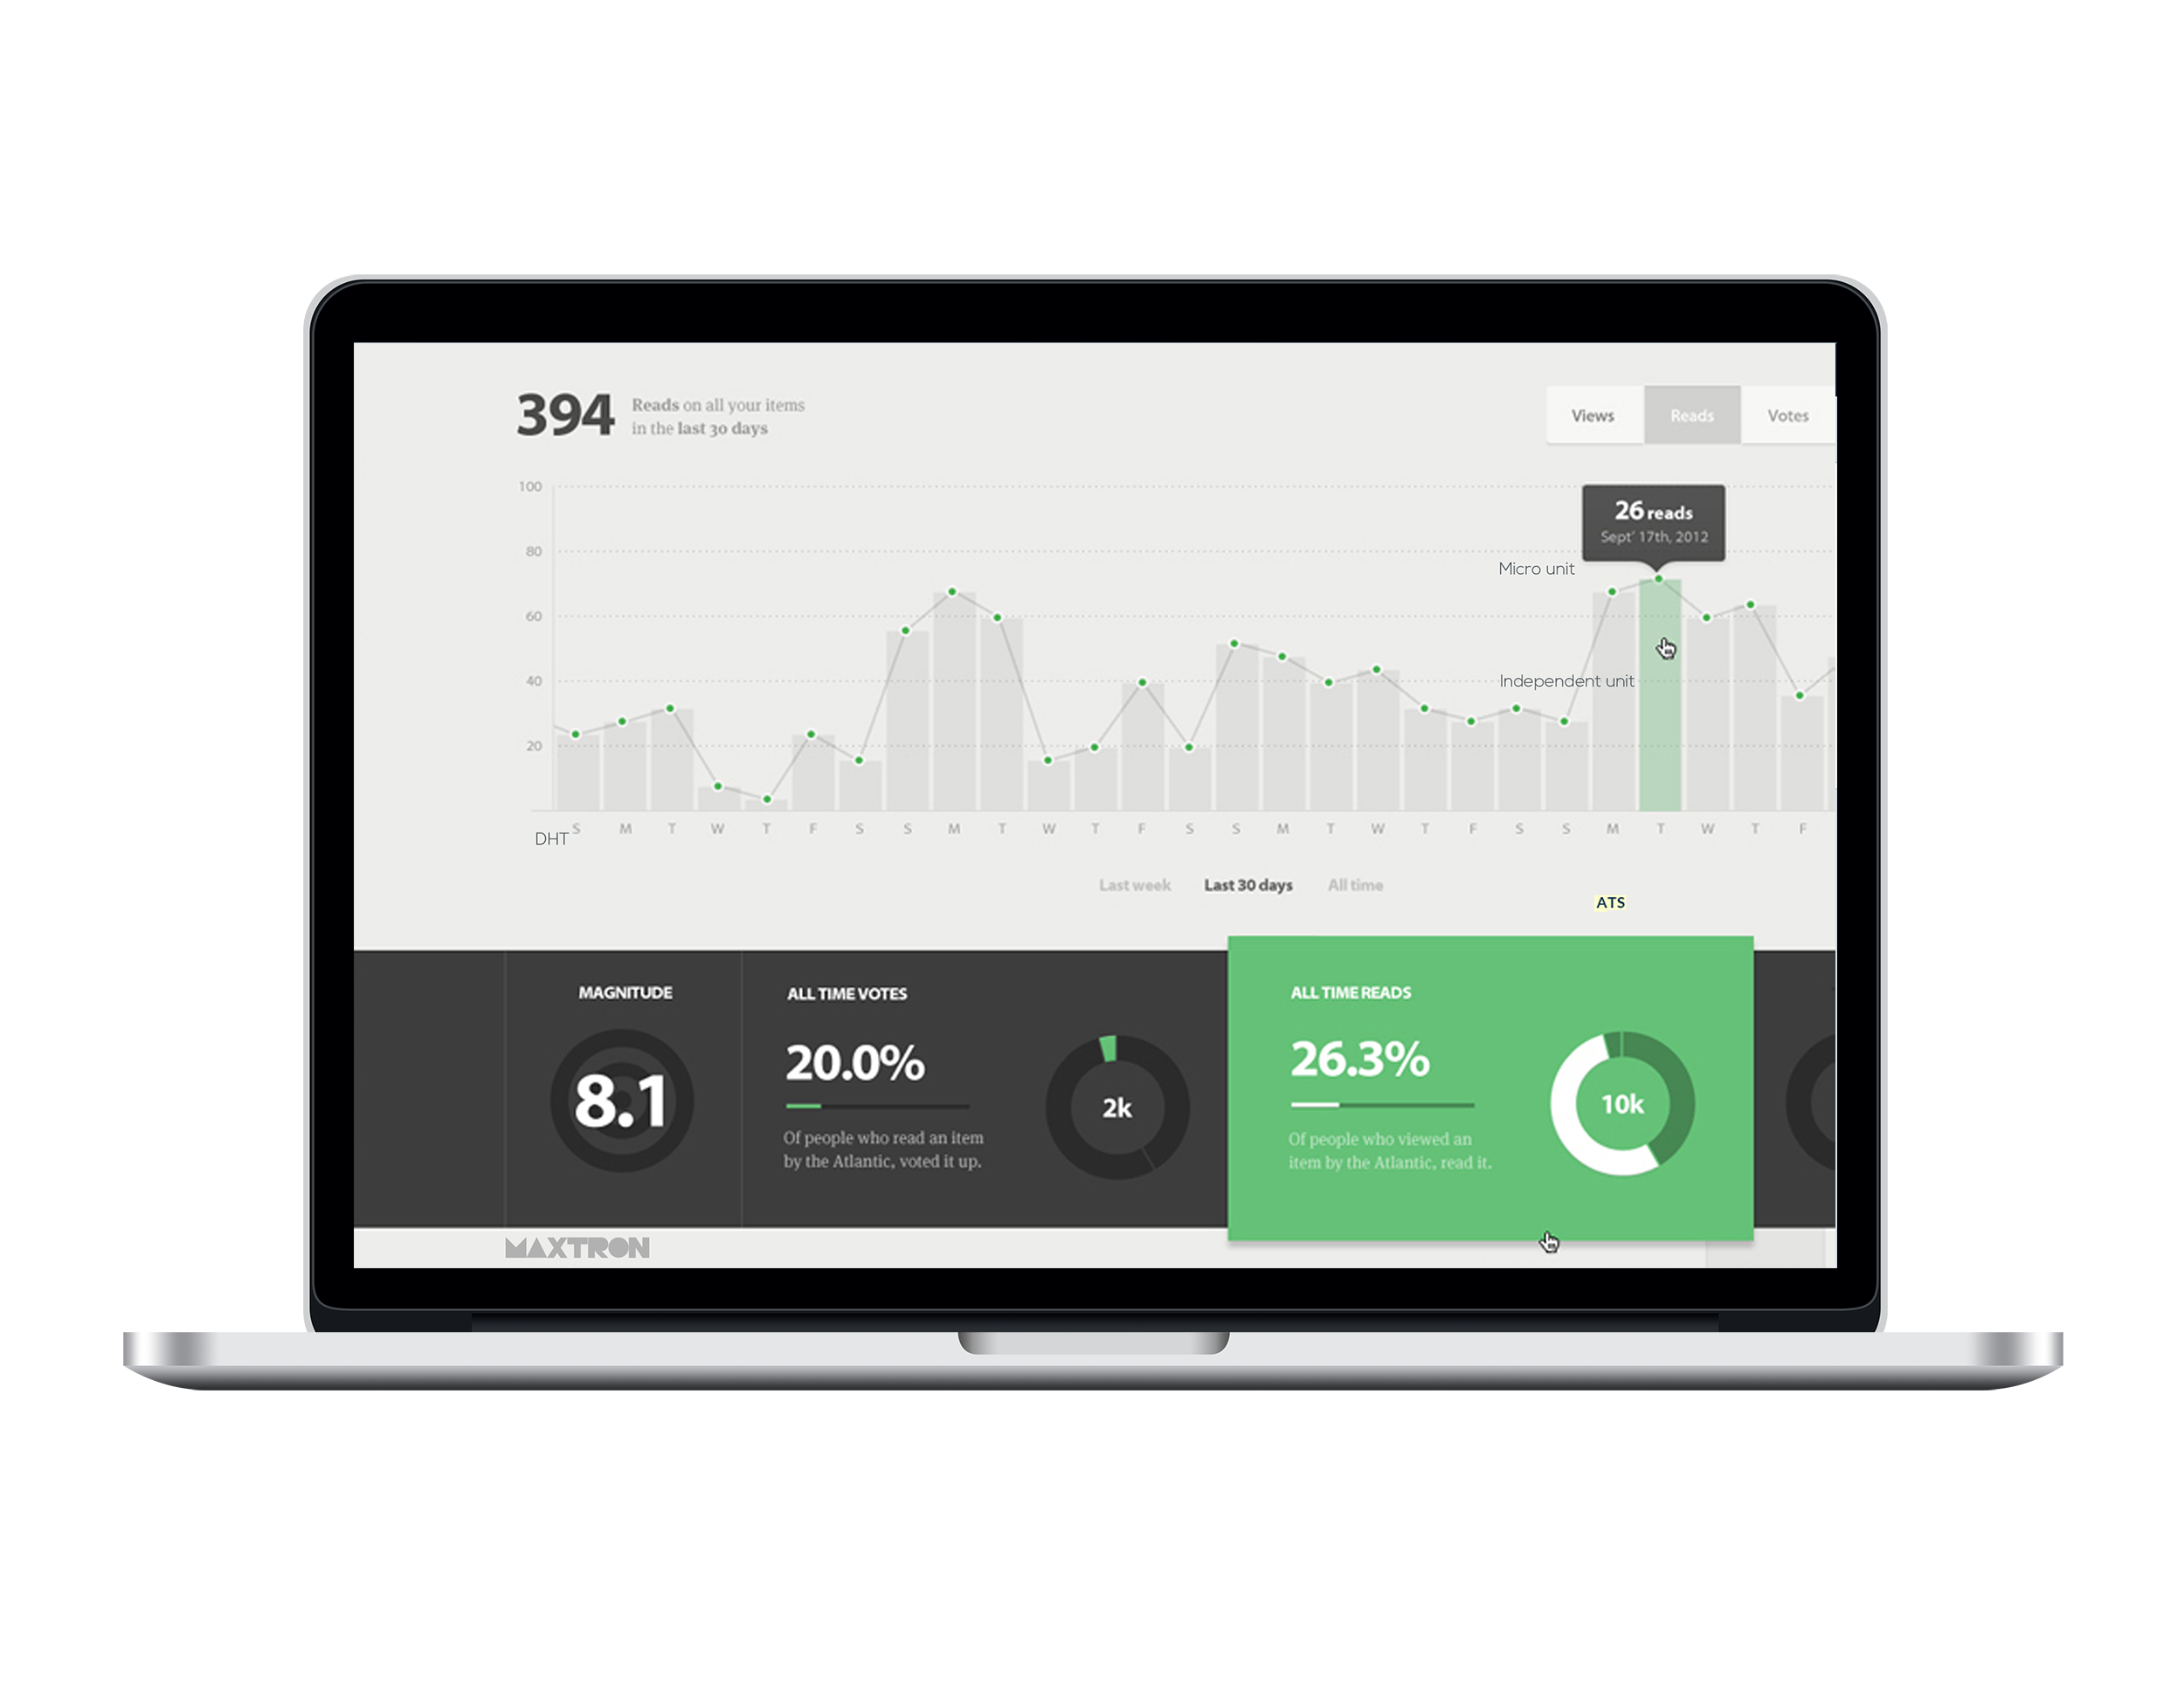 394
Reads on all your items
in the last 30 days
Views Reads Votes
100
80
60
40
20
26 reads
Sept' 17th, 2012
Micro unit
Independent unit
S M T W T F S S M T W T F S S M T W T F S S M T W T F
DHT
Last week Last 30 days All time
ATS
MAGNITUDE
8.1
ALL TIME VOTES
20.0%
Of people who read an item
by the Atlantic, voted it up.
2k
ALL TIME READS
26.3%
Of people who viewed an
item by the Atlantic, read it.
10k
MAXTRON